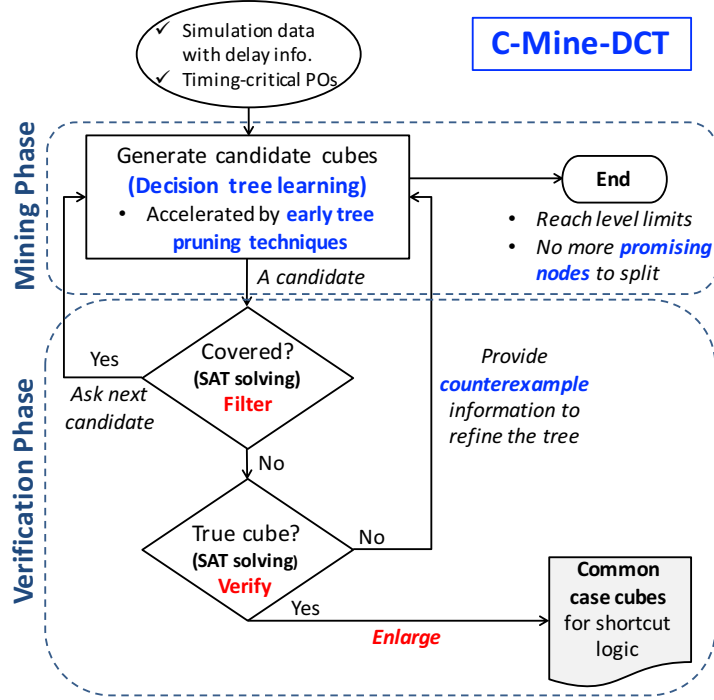 ✓ Simulation data
with delay info.
✓ Timing-critical POs
C-Mine-DCT
Mining Phase
Generate candidate cubes
(Decision tree learning)
• Accelerated by early tree
pruning techniques
End
• Reach level limits
• No more promising
nodes to split
A candidate
Verification Phase
Covered?
(SAT solving)
Filter
Yes
Ask next
candidate
No
Provide
counterexample
information to
refine the tree
True cube?
(SAT solving)
Verify
No
Yes
Enlarge
Common
case cubes
for shortcut
logic